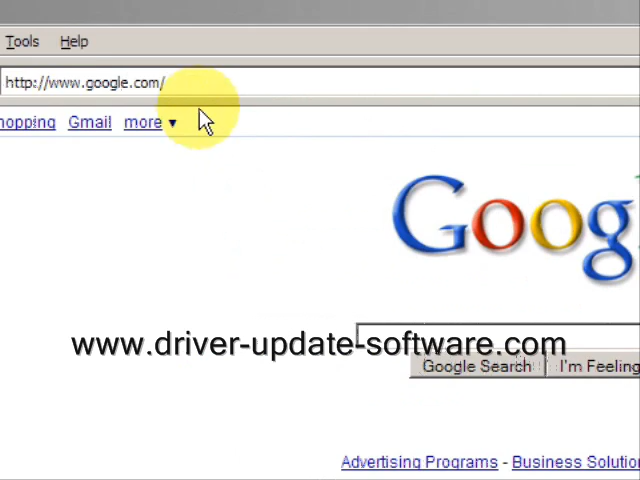 Tools Help
http://www.google.com/
hopping Gmail more ▼
Goog
www.driver-update-software.com
Google Search I'm Feeling
Advertising Programs - Business Solutio